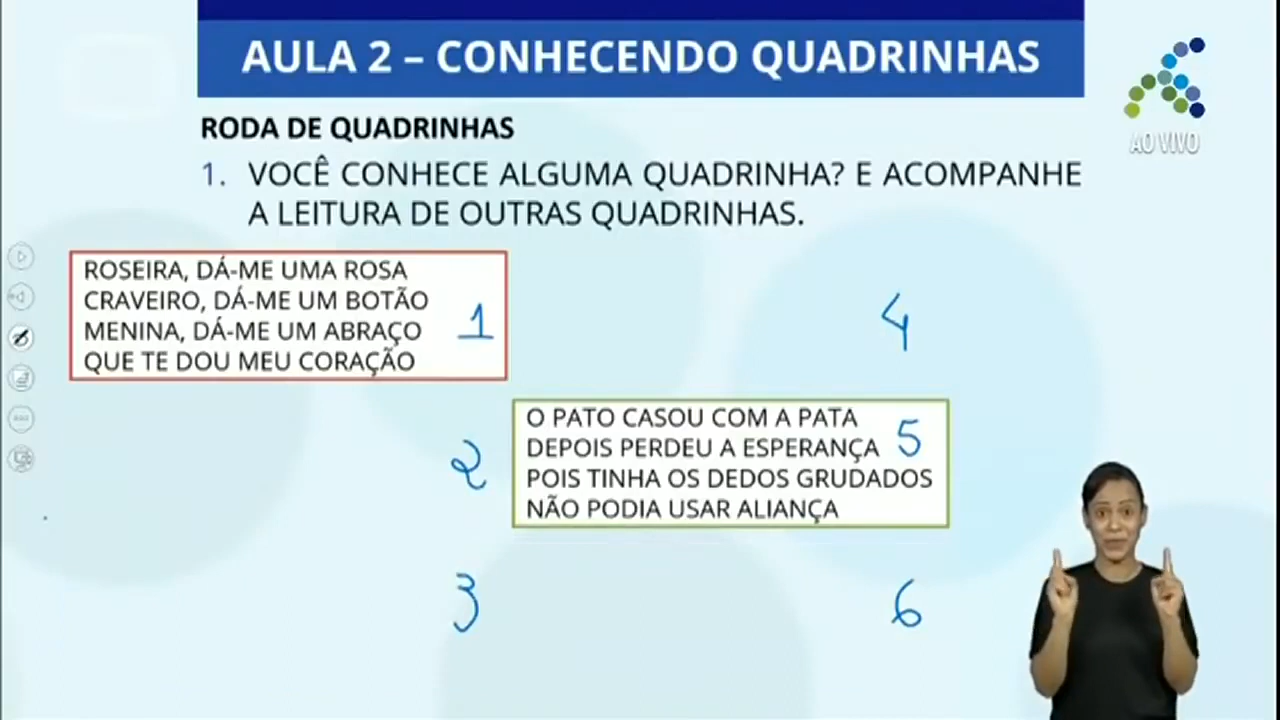 AULA 2 – CONHECENDO QUADRINHAS
AO VIVO
RODA DE QUADRINHAS
1. VOCÊ CONHECE ALGUMA QUADRINHA? E ACOMPANHE
A LEITURA DE OUTRAS QUADRINHAS.
ROSEIRA, DÁ-ME UMA ROSA
CRAVEIRO, DÁ-ME UM BOTÃO
MENINA, DÁ-ME UM ABRAÇO
QUE TE DOU MEU CORAÇÃO
1
4
O PATO CASOU COM A PATA
DEPOIS PERDEU A ESPERANÇA
POIS TINHA OS DEDOS GRUDADOS
NÃO PODIA USAR ALIANÇA
5
2
3
6